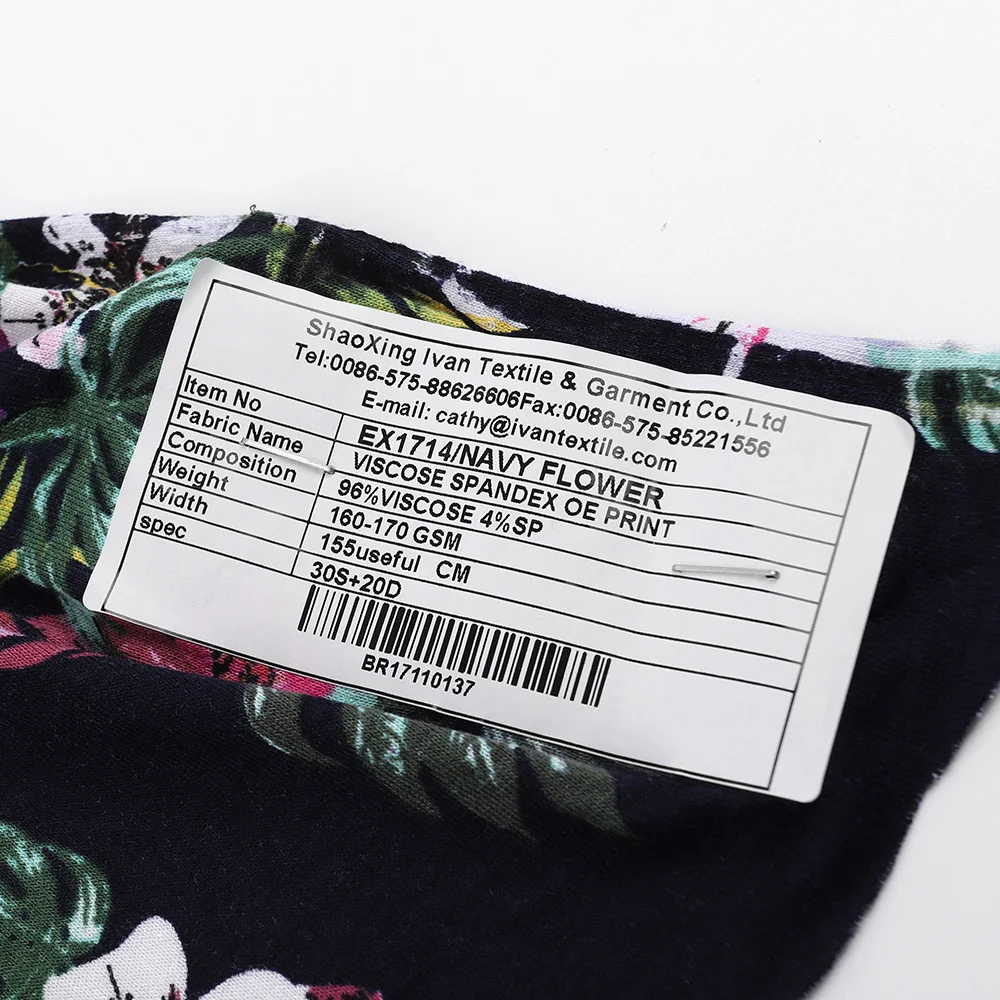 ShaoXing Ivan Textile & Garment Co.,Ltd
Tel:0086-575-88626606Fax:0086-575-85221556
E-mail: cathy@ivantextile.com
Item No EX1714/NAVY FLOWER
Fabric Name VISCOSE SPANDEX OE PRINT
Composition 96%VISCOSE 4%SP
Weight 160-170 GSM
Width 155useful CM
spec 30S+20D
BR17110137